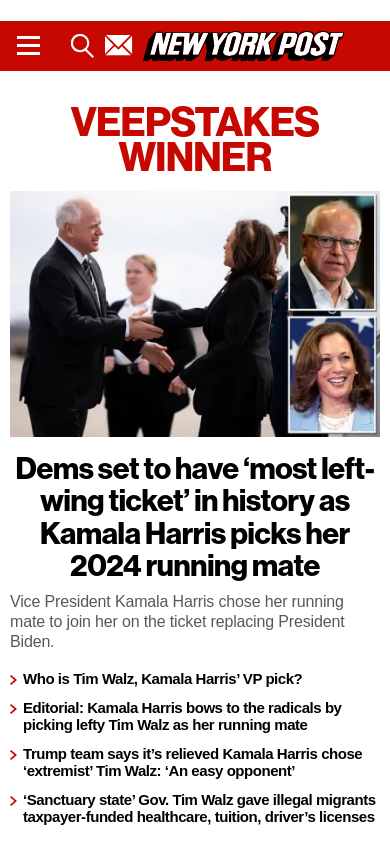 NEW YORK POST
VEEPSTAKES
WINNER
Dems set to have ‘most left-
wing ticket’ in history as
Kamala Harris picks her
2024 running mate
Vice President Kamala Harris chose her running
mate to join her on the ticket replacing President
Biden.
Who is Tim Walz, Kamala Harris’ VP pick?
Editorial: Kamala Harris bows to the radicals by
picking lefty Tim Walz as her running mate
Trump team says it’s relieved Kamala Harris chose
‘extremist’ Tim Walz: ‘An easy opponent’
‘Sanctuary state’ Gov. Tim Walz gave illegal migrants
taxpayer-funded healthcare, tuition, driver’s licenses